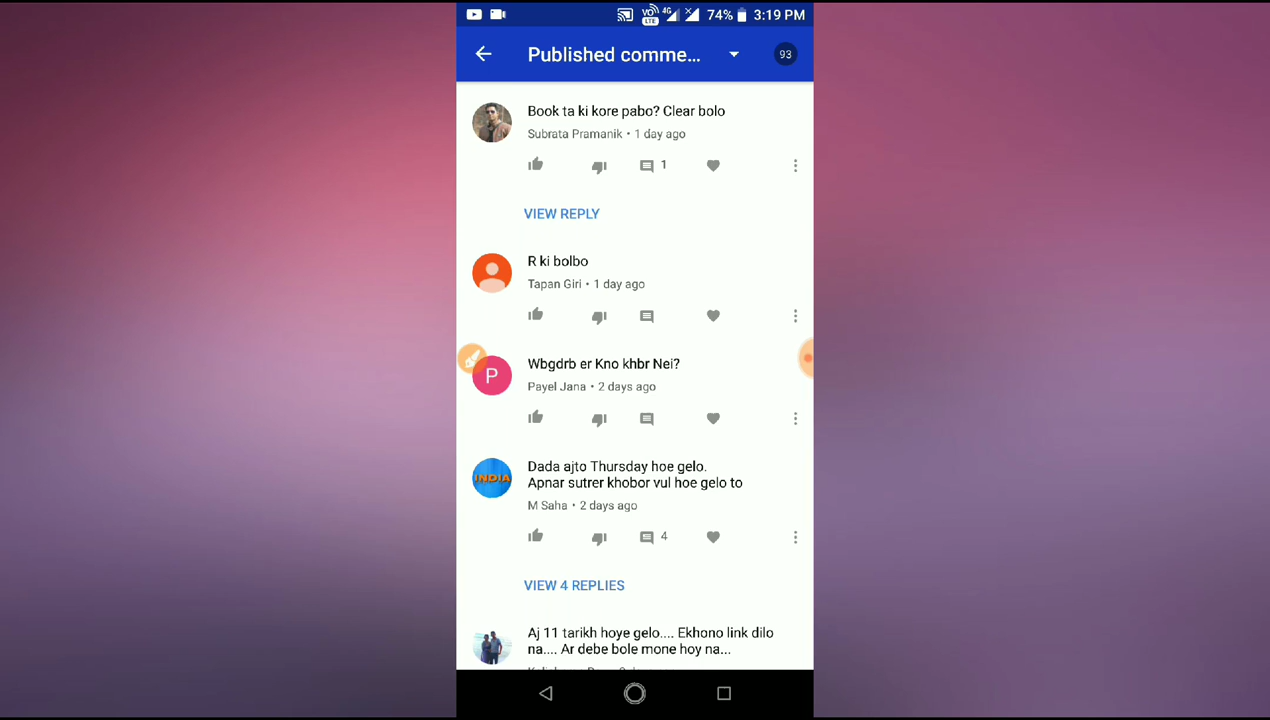 VO LTE 4G 74% 3:19 PM
Published comme... 93
Book ta ki kore pabo? Clear bolo
Subrata Pramanik • 1 day ago
1
VIEW REPLY
R ki bolbo
Tapan Giri • 1 day ago
Wbgdrb er Kno khbr Nei?
P
Payel Jana • 2 days ago
Dada ajto Thursday hoe gelo.
INDIA
Apnar sutrer khobor vul hoe gelo to
M Saha • 2 days ago
4
VIEW 4 REPLIES
Aj 11 tarikh hoye gelo.... Ekhono link dilo
na.... Ar debe bole mone hoy na...